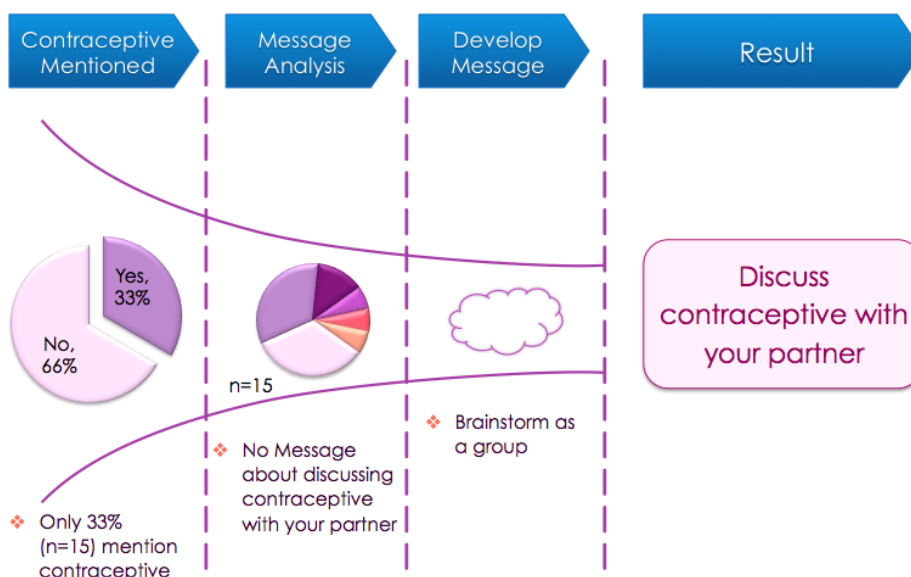 Contraceptive
Mentioned
Message
Analysis
Develop
Message
Result
Yes,
33%
No,
66%
n=15
Discuss
contraceptive with
your partner
Brainstorm as
a group
No Message
about discussing
contraceptive
with your partner
Only 33%
(n=15) mention
contraceptive